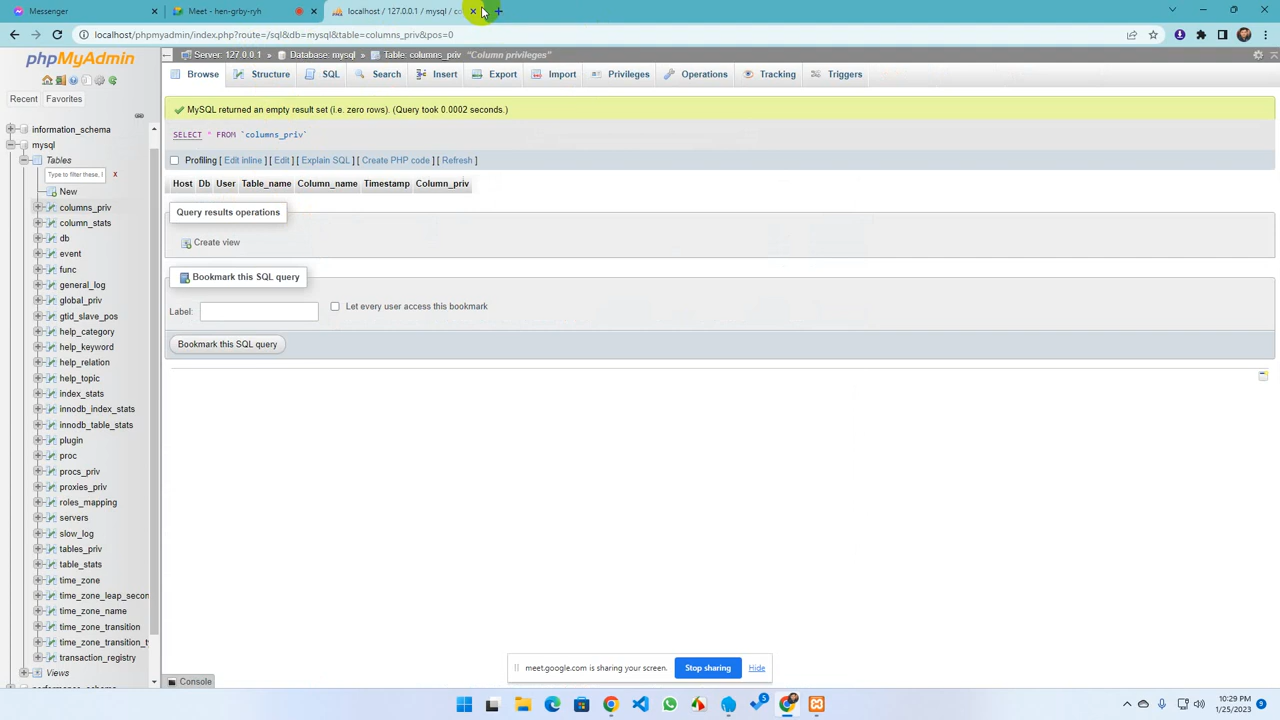 Messenger
Meet - hen-grby-ryh
localhost / 127.0.0.1 / mysql / co
localhost/phpmyadmin/index.php?route=/sql&db=mysql&table=columns_priv&pos=0
phpMyAdmin
Recent Favorites
information_schema
mysql
Tables
Type to filter these, l X
New
columns_priv
column_stats
db
event
func
general_log
global_priv
gtid_slave_pos
help_category
help_keyword
help_relation
help_topic
index_stats
innodb_index_stats
innodb_table_stats
plugin
proc
procs_priv
proxies_priv
roles_mapping
servers
slow_log
tables_priv
table_stats
time_zone
time_zone_leap_secon
time_zone_name
time_zone_transition
time_zone_transition_t
transaction_registry
Views
Server: 127.0.0.1 » Database: mysql » Table: columns_priv "Column privileges"
Browse Structure SQL Search Insert Export Import Privileges Operations Tracking Triggers
MySQL returned an empty result set (i.e. zero rows). (Query took 0.0002 seconds.)
SELECT * FROM `columns_priv`
Profiling [ Edit inline ] [ Edit ] [ Explain SQL ] [ Create PHP code ] [ Refresh ]
Host Db User Table_name Column_name Timestamp Column_priv
Query results operations
Create view
Bookmark this SQL query
Label:
Let every user access this bookmark
Bookmark this SQL query
Console
meet.google.com is sharing your screen. Stop sharing Hide
5
10:29 PM
1/25/2023